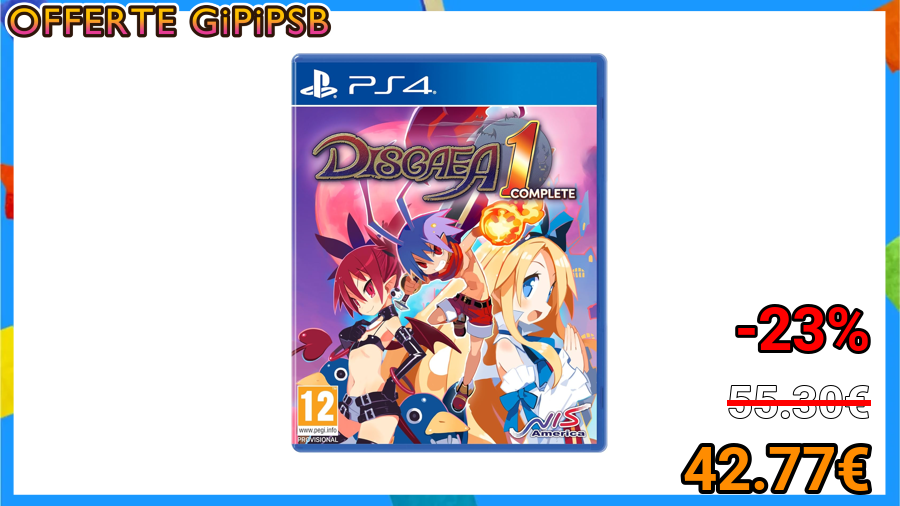 OFFERTE GiPiPSB
PS4
DISGAEA 1
COMPLETE
12
www.pegi.info
PROVISIONAL
NIS
America
-23%
55.30€
42.77€